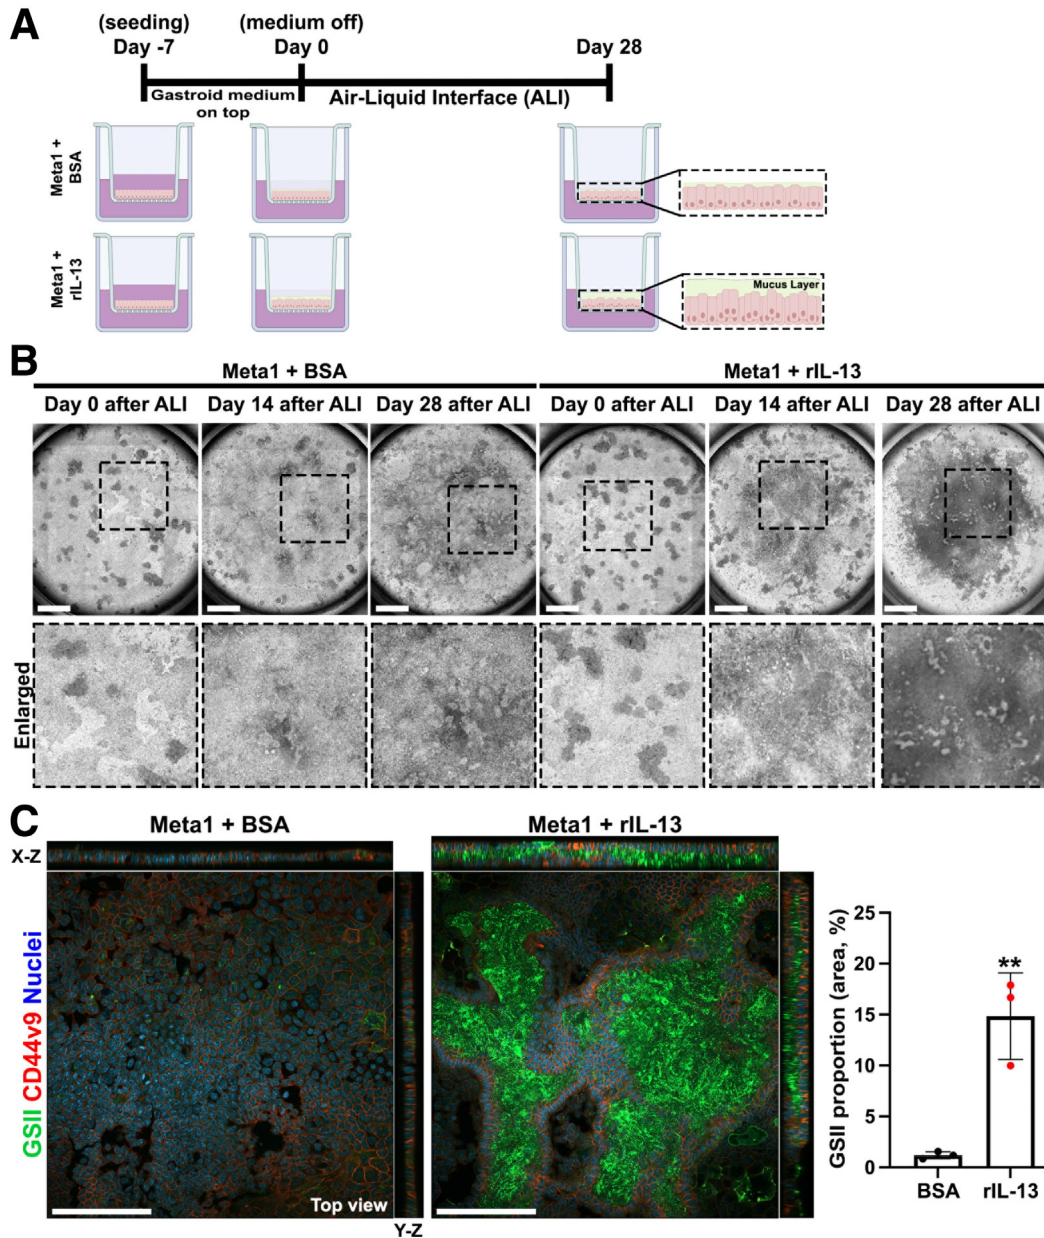 A
(seeding)
Day -7
(medium off)
Day 0
Day 28
Gastroid medium
on top
Air-Liquid Interface (ALI)
Meta1 +
BSA
Meta1 +
rIL-13
Mucus Layer
B
Meta1 + BSA
Meta1 + rIL-13
Day 0 after ALI
Day 14 after ALI
Day 28 after ALI
Day 0 after ALI
Day 14 after ALI
Day 28 after ALI
Enlarged
C
Meta1 + BSA
Meta1 + rIL-13
X-Z
GSII CD44v9 Nuclei
Top view
Y-Z
GSII proportion (area, %)
25
20
15
10
5
0
**
BSA
rIL-13